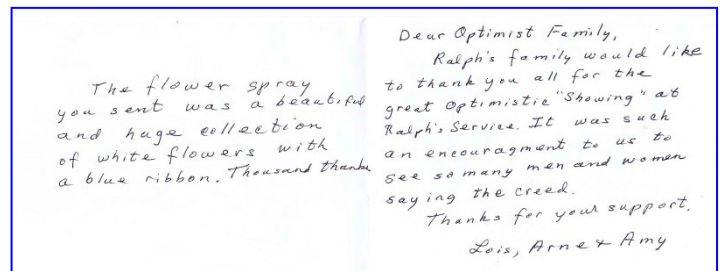 The flower spray
you sent was a beautiful
and huge collection
of white flowers with
a blue ribbon. Thousand thanks
Dear Optimist Family,
Ralph's family would like
to thank you all for the
great Optimistic "Showing" at
Ralph's Service. It was such
an encouragment to us to
see so many men and women
saying the creed.
Thanks for your support.
Lois, Arne & Amy